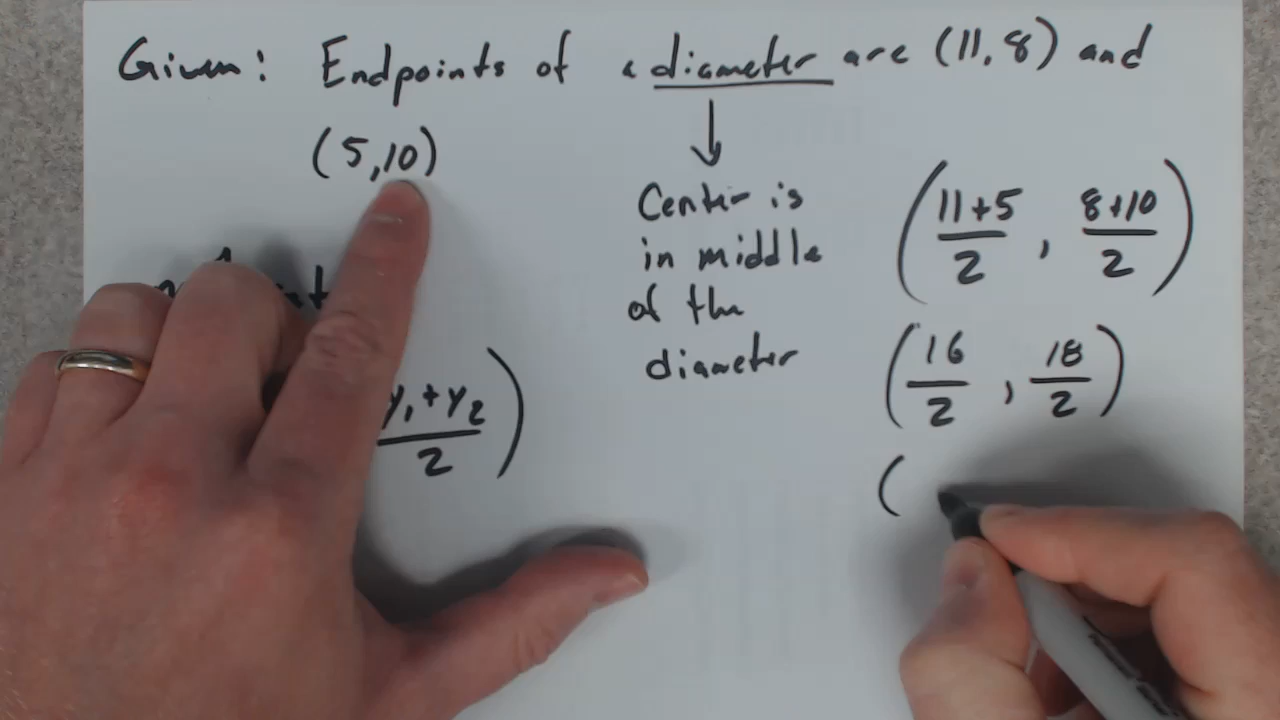 Given: Endpoints of a diameter are (11, 8) and
(5, 10)
Center is
in middle
of the
diameter
(11+5/2, 8+10/2)
(16/2, 18/2)
(
y₁+y₂/2)